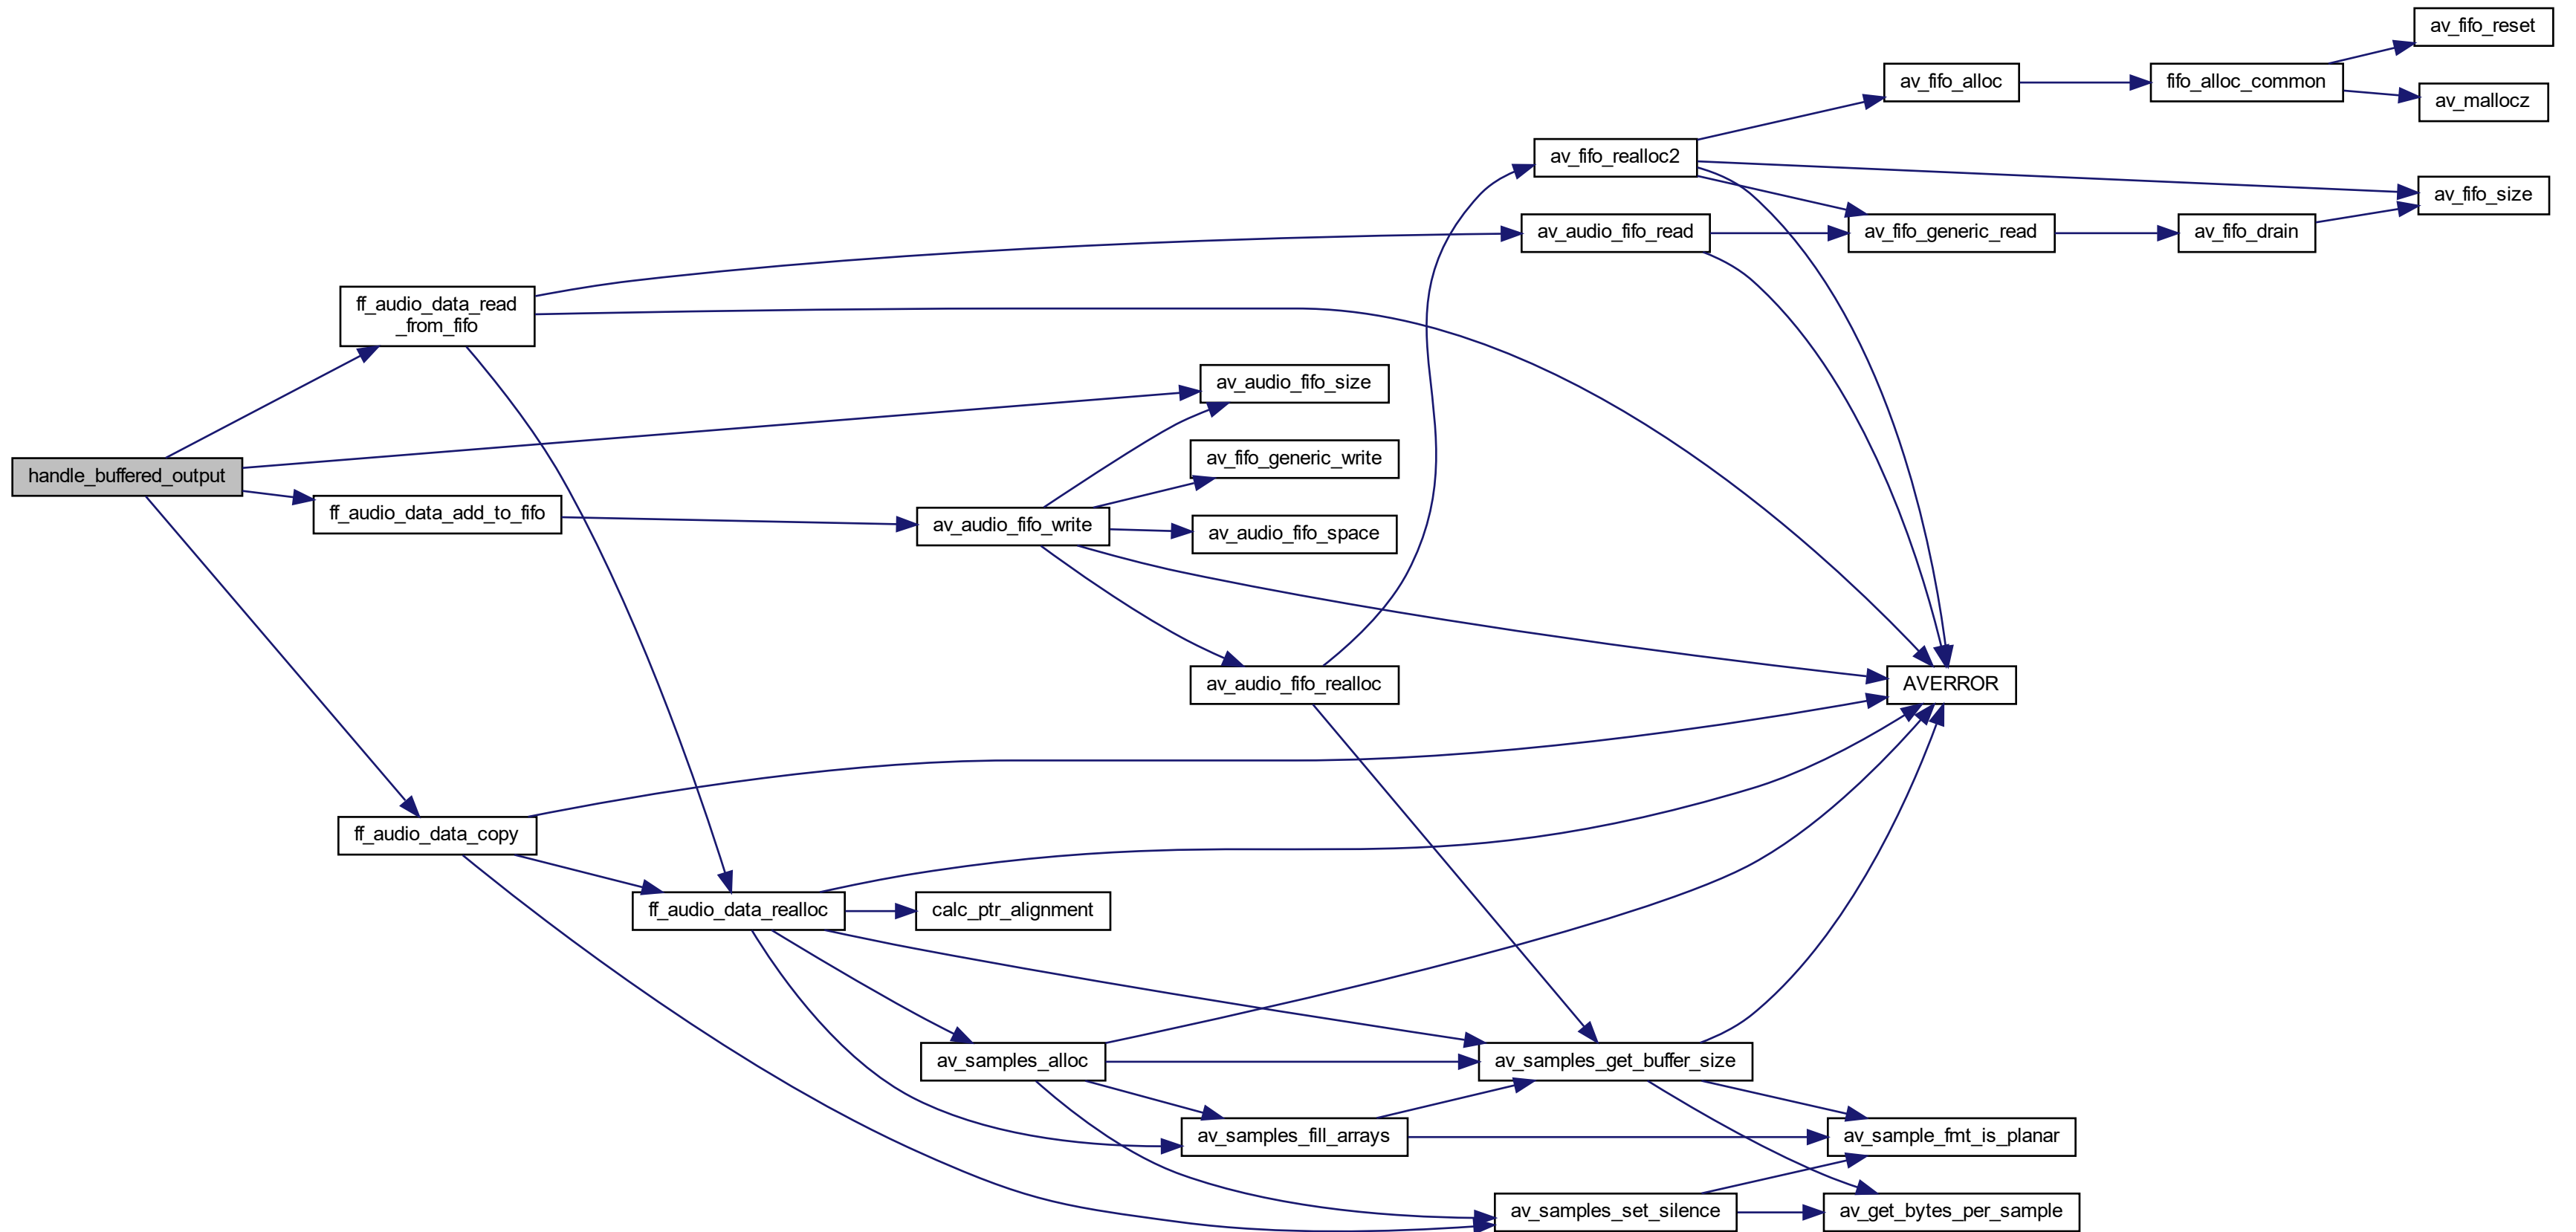 av_fifo_reset
av_fifo_alloc
fifo_alloc_common
av_mallocz
av_fifo_realloc2
av_fifo_size
av_audio_fifo_read
av_fifo_generic_read
av_fifo_drain
ff_audio_data_read
_from_fifo
av_audio_fifo_size
av_fifo_generic_write
handle_buffered_output
ff_audio_data_add_to_fifo
av_audio_fifo_write
av_audio_fifo_space
av_audio_fifo_realloc
AVERROR
ff_audio_data_copy
ff_audio_data_realloc
calc_ptr_alignment
av_samples_alloc
av_samples_get_buffer_size
av_samples_fill_arrays
av_sample_fmt_is_planar
av_samples_set_silence
av_get_bytes_per_sample